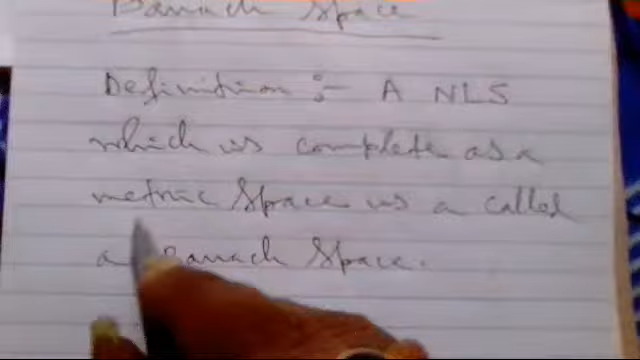 Banach Space
Definition :- A NLS
which is complete as a
metric space is a called
a Banach Space.